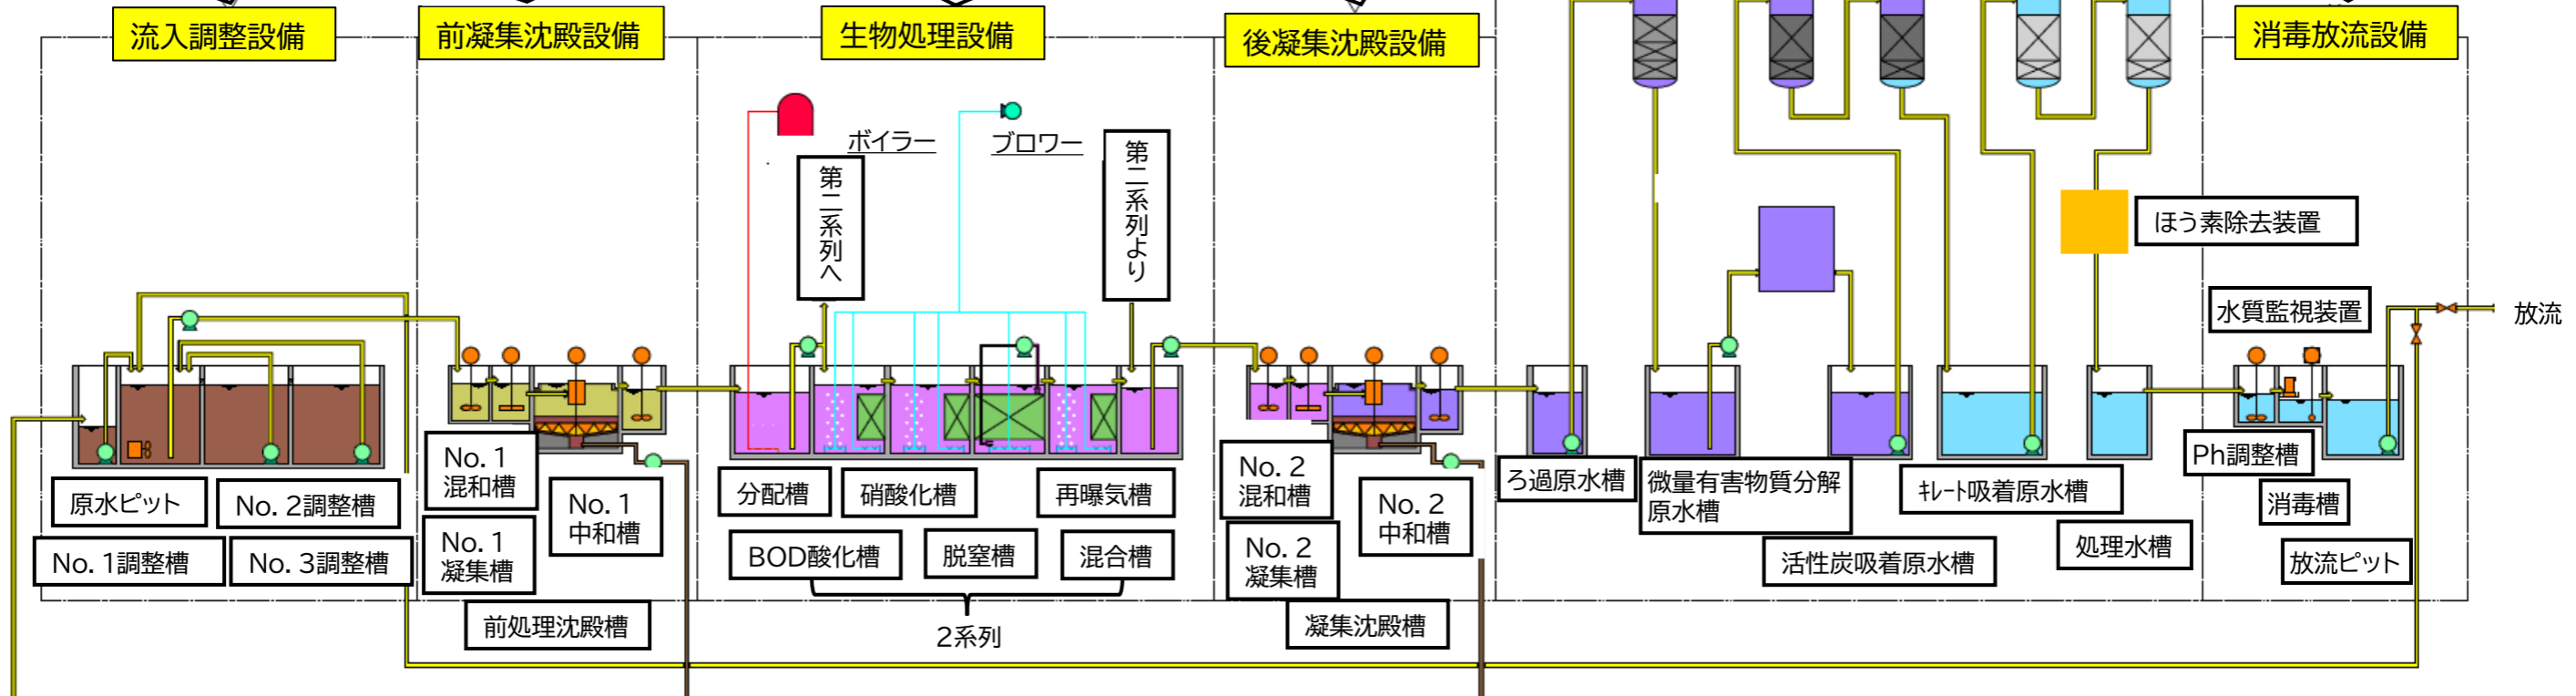 流入調整設備
前凝集沈殿設備
生物処理設備
後凝集沈殿設備
消毒放流設備
ボイラー
ブロワー
第二系列へ
第二系列より
ほう素除去装置
水質監視装置
放流
原水ピット
No.2調整槽
No.1調整槽
No.3調整槽
No.1
混和槽
No.1
凝集槽
No.1
中和槽
前処理沈殿槽
分配槽
硝酸化槽
再曝気槽
BOD酸化槽
脱窒槽
混合槽
2系列
No.2
混和槽
No.2
凝集槽
No.2
中和槽
凝集沈殿槽
ろ過原水槽
微量有害物質分解
原水槽
活性炭吸着原水槽
ｷﾚｰﾄ吸着原水槽
処理水槽
Ph調整槽
消毒槽
放流ピット